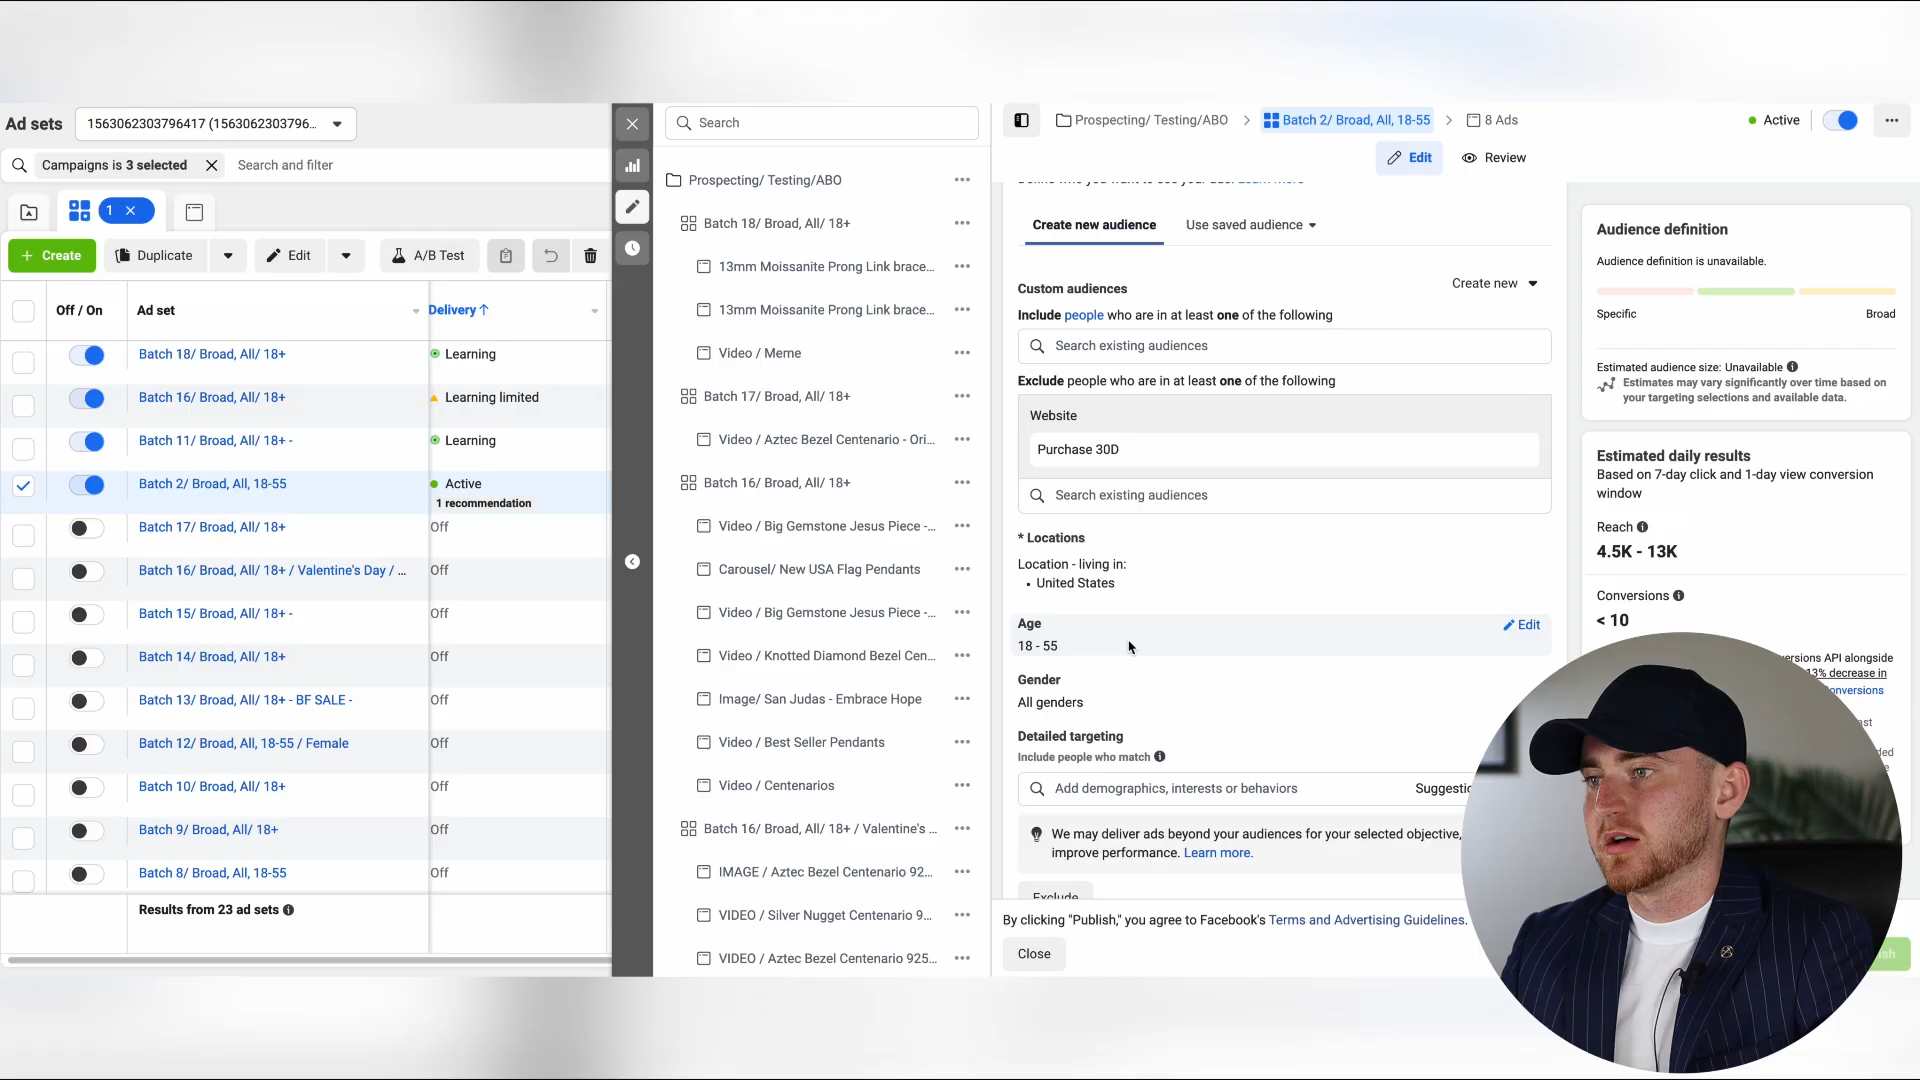 Ad sets
1563062303796417 (1563062303796...
Campaigns is 3 selected
Search and filter
1
Create
Duplicate
Edit
A/B Test
Off / On
Ad set
Delivery ↑
Batch 18/ Broad, All/ 18+
Learning
Batch 16/ Broad, All/ 18+
Learning limited
Batch 11/ Broad, All/ 18+ -
Learning
Batch 2/ Broad, All, 18-55
Active
1 recommendation
Batch 17/ Broad, All/ 18+
Off
Batch 16/ Broad, All/ 18+ / Valentine's Day / ...
Off
Batch 15/ Broad, All/ 18+ -
Off
Batch 14/ Broad, All/ 18+
Off
Batch 13/ Broad, All/ 18+ - BF SALE -
Off
Batch 12/ Broad, All, 18-55 / Female
Off
Batch 10/ Broad, All/ 18+
Off
Batch 9/ Broad, All/ 18+
Off
Batch 8/ Broad, All, 18-55
Off
Results from 23 ad sets
Search
Prospecting/ Testing/ABO
Batch 18/ Broad, All/ 18+
13mm Moissanite Prong Link brace...
13mm Moissanite Prong Link brace...
Video / Meme
Batch 17/ Broad, All/ 18+
Video / Aztec Bezel Centenario - Ori...
Batch 16/ Broad, All/ 18+
Video / Big Gemstone Jesus Piece -...
Carousel/ New USA Flag Pendants
Video / Big Gemstone Jesus Piece -...
Video / Knotted Diamond Bezel Cen...
Image/ San Judas - Embrace Hope
Video / Best Seller Pendants
Video / Centenarios
Batch 16/ Broad, All/ 18+ / Valentine's ...
IMAGE / Aztec Bezel Centenario 92...
VIDEO / Silver Nugget Centenario 9...
VIDEO / Aztec Bezel Centenario 925...
Prospecting/ Testing/ABO
Batch 2/ Broad, All, 18-55
8 Ads
Active
Edit
Review
Create new audience
Use saved audience
Custom audiences
Create new
Include people who are in at least one of the following
Search existing audiences
Exclude people who are in at least one of the following
Website
Purchase 30D
Search existing audiences
* Locations
Location - living in:
• United States
Age
Edit
18 - 55
Gender
All genders
Detailed targeting
Include people who match
Add demographics, interests or behaviors
We may deliver ads beyond your audiences for your selected objective,
improve performance. Learn more.
Exclude
By clicking "Publish," you agree to Facebook's Terms and Advertising Guidelines.
Close
Audience definition
Audience definition is unavailable.
Specific
Broad
Estimated audience size: Unavailable
Estimates may vary significantly over time based on
your targeting selections and available data.
Estimated daily results
Based on 7-day click and 1-day view conversion
window
Reach
4.5K - 13K
Conversions
< 10
API alongside
13% decrease in